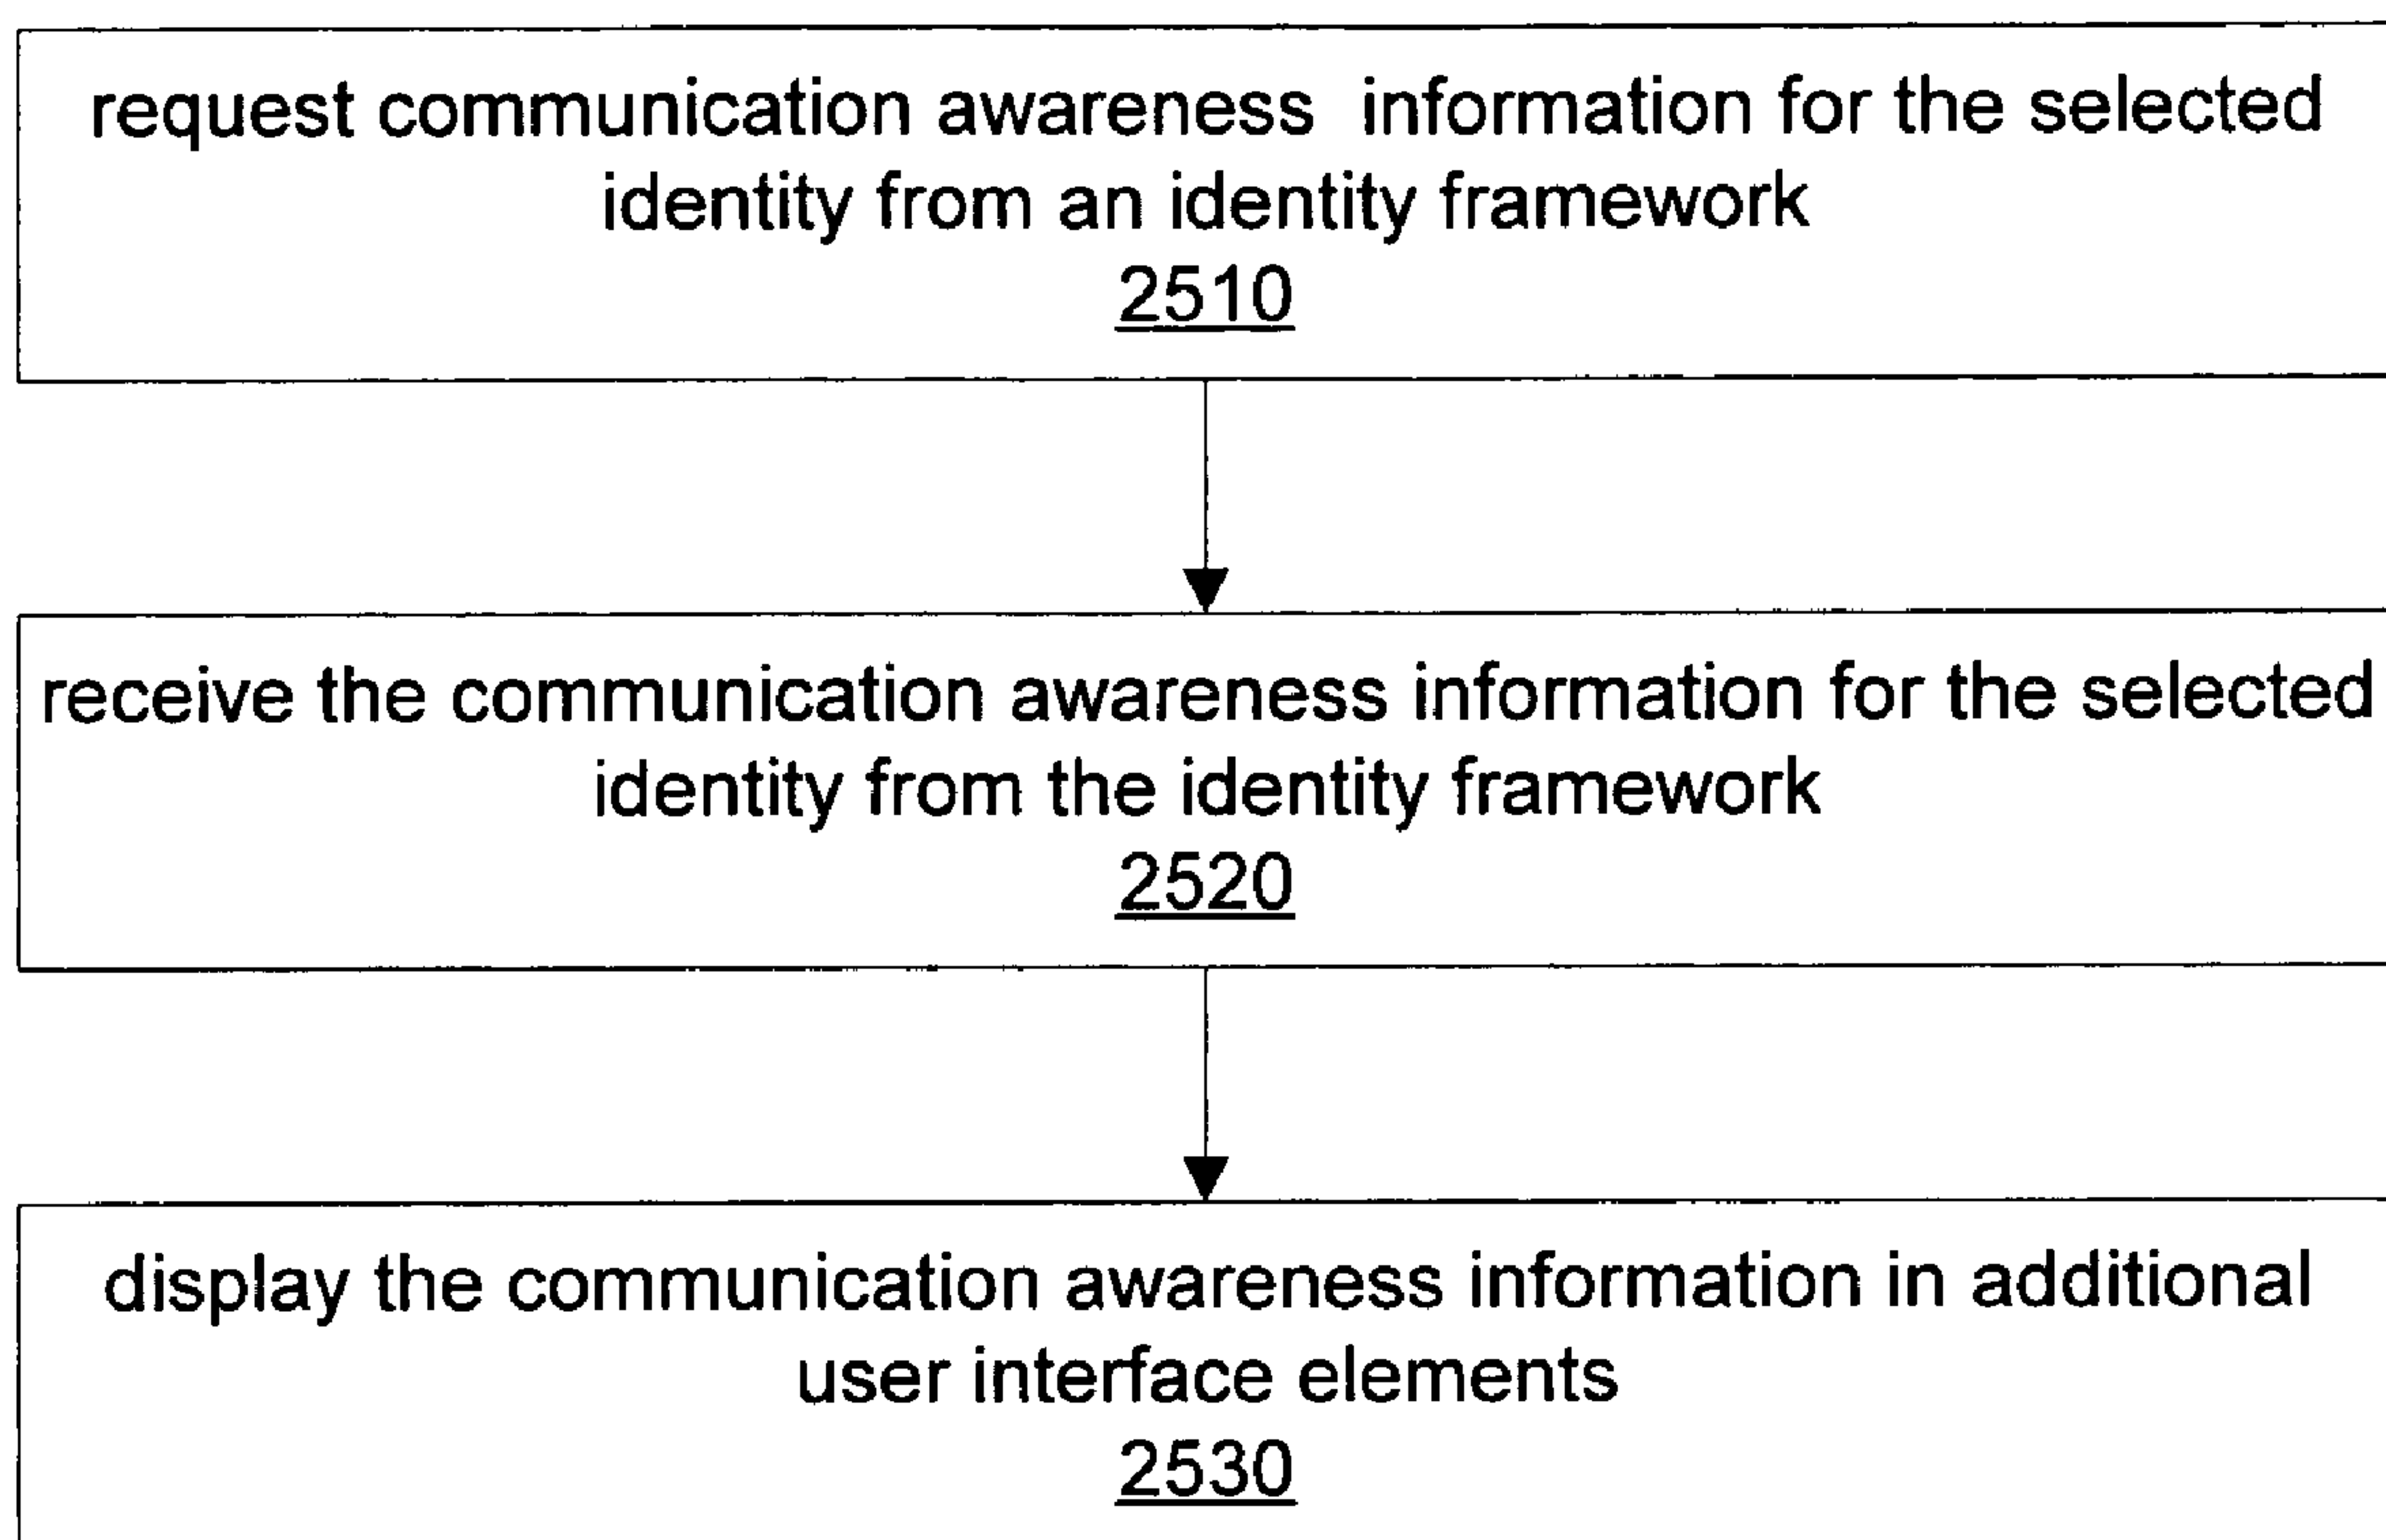 request communication awareness information for the selected
identity from an identity framework
2510
receive the communication awareness information for the selected
identity from the identity framework
2520
display the communication awareness information in additional
user interface elements
2530